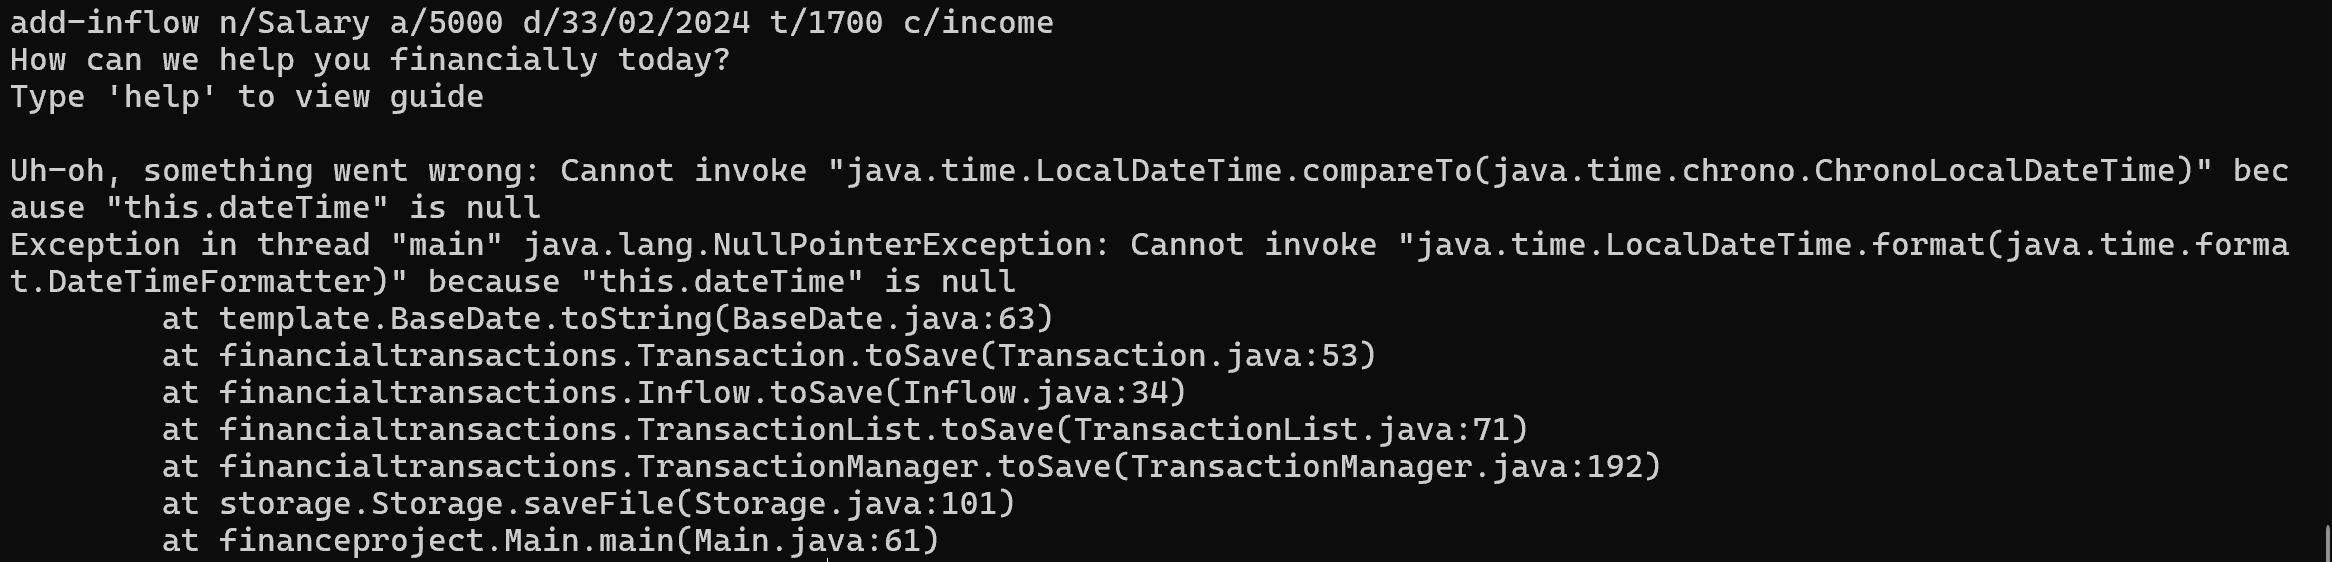 add-inflow n/Salary a/5000 d/33/02/2024 t/1700 c/income
How can we help you financially today?
Type 'help' to view guide
Uh-oh, something went wrong: Cannot invoke "java.time.LocalDateTime.compareTo(java.time.chrono.ChronoLocalDateTime)" bec
ause "this.dateTime" is null
Exception in thread "main" java.lang.NullPointerException: Cannot invoke "java.time.LocalDateTime.format(java.time.forma
t.DateTimeFormatter)" because "this.dateTime" is null
at template.BaseDate.toString(BaseDate.java:63)
at financialtransactions.Transaction.toSave(Transaction.java:53)
at financialtransactions.Inflow.toSave(Inflow.java:34)
at financialtransactions.TransactionList.toSave(TransactionList.java:71)
at financialtransactions.TransactionManager.toSave(TransactionManager.java:192)
at storage.Storage.saveFile(Storage.java:101)
at financeproject.Main.main(Main.java:61)